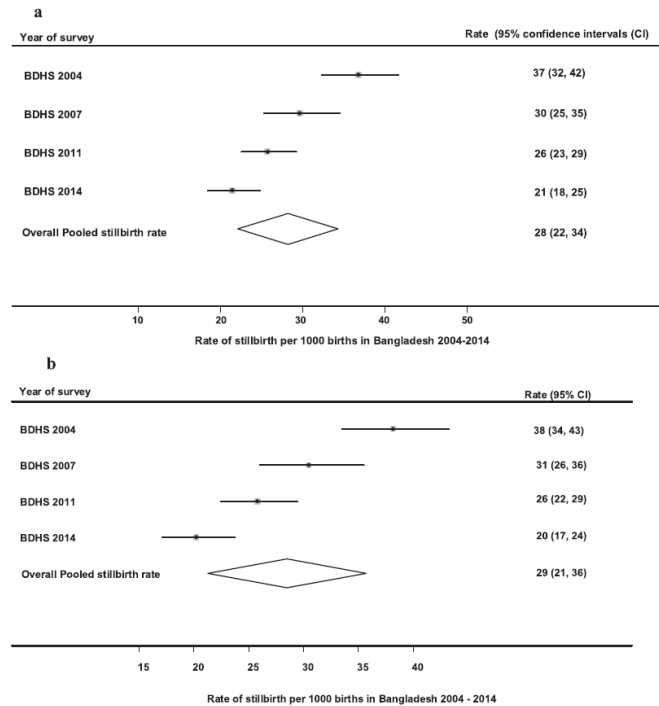 a
Year of survey Rate (95% confidence intervals (CI)
BDHS 2004 37 (32, 42)
BDHS 2007 30 (25, 35)
BDHS 2011 26 (23, 29)
BDHS 2014 21 (18, 25)
Overall Pooled stillbirth rate 28 (22, 34)
10 20 30 40 50
Rate of stillbirth per 1000 births in Bangladesh 2004-2014
b
Year of survey Rate (95% CI)
BDHS 2004 38 (34, 43)
BDHS 2007 31 (26, 36)
BDHS 2011 26 (22, 29)
BDHS 2014 20 (17, 24)
Overall Pooled stillbirth rate 29 (21, 36)
15 20 25 30 35 40
Rate of stillbirth per 1000 births in Bangladesh 2004 - 2014